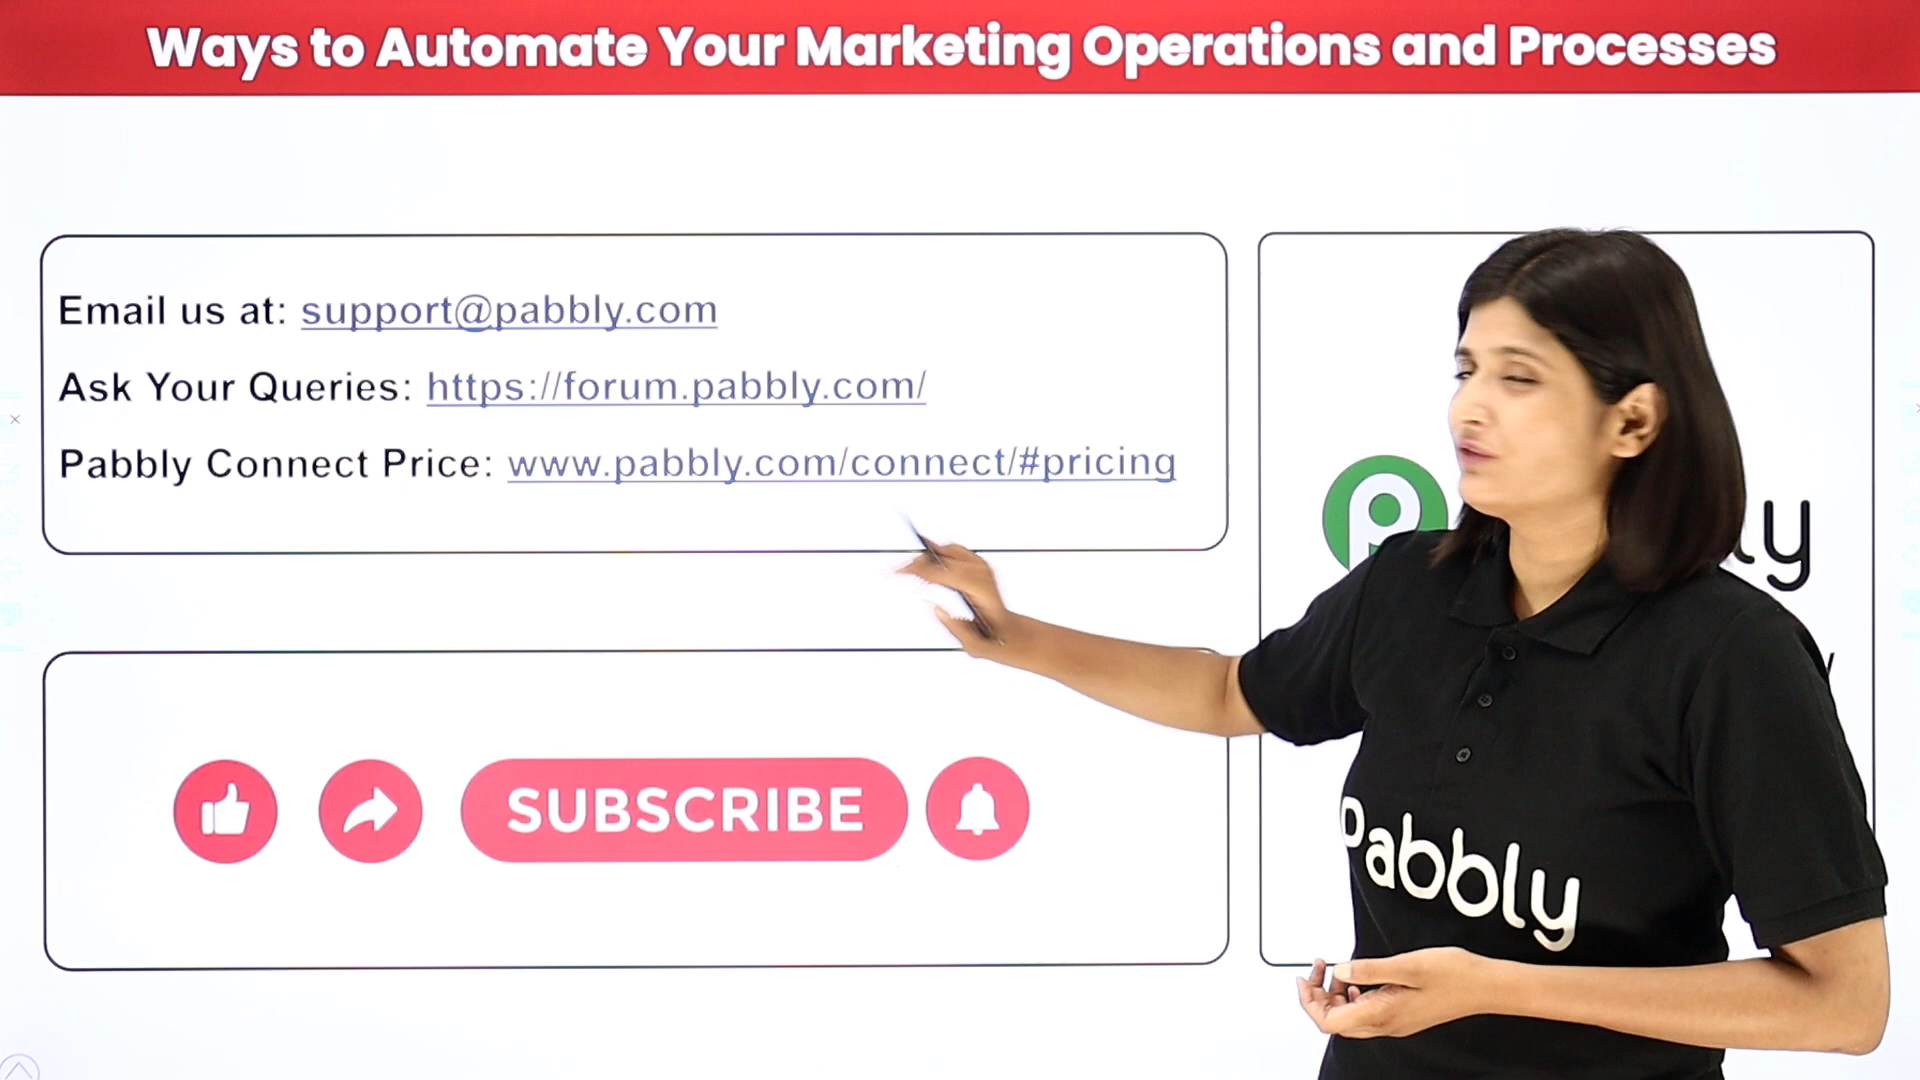 Ways to Automate Your Marketing Operations and Processes
Email us at: support@pabbly.com
Ask Your Queries: https://forum.pabbly.com/
Pabbly Connect Price: www.pabbly.com/connect/#pricing
SUBSCRIBE
Pabbly